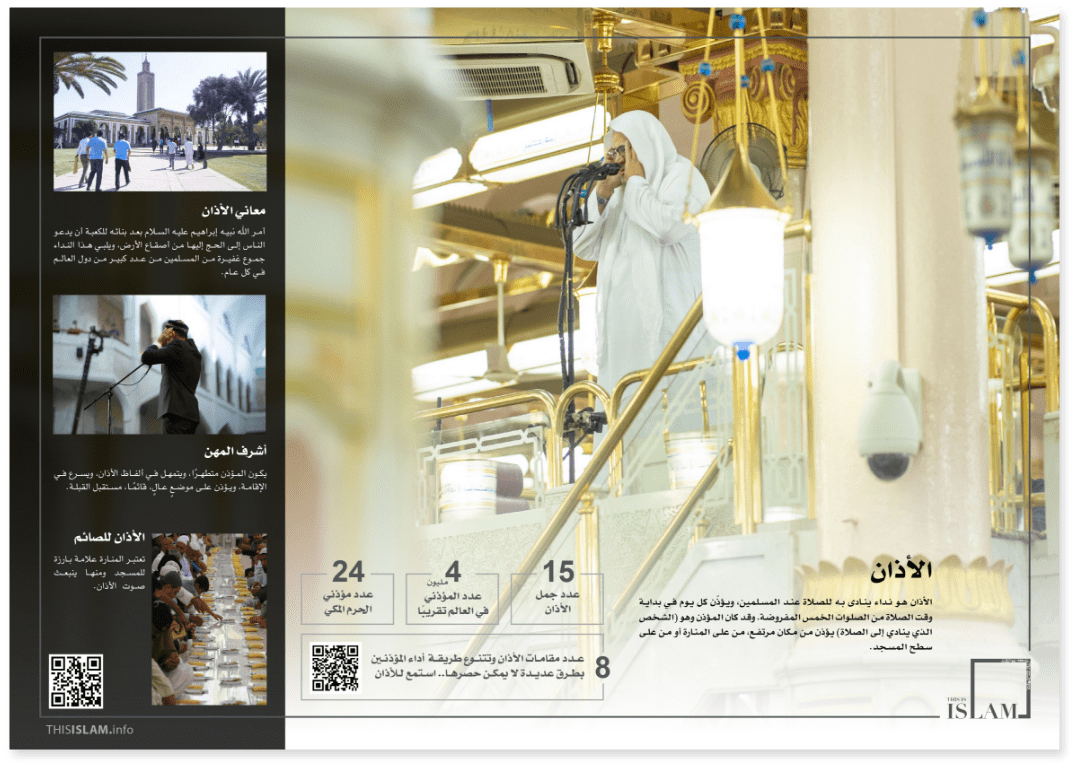 معاني الأذان
أمر الله نبيه إبراهيم عليه السلام بعد بنائه للكعبة أن يدعو
الناس إلى الحج إليها من أصقاع الأرض، ويلبي هذا النداء
جموع غفيرة من المسلمين من عدد كبير من دول العالم
في كل عام.
أشرف المهن
يكون المؤذن متطهرًا، ويتمهل في ألفاظ الأذان، ويسرع في
الإقامة، ويؤذن على موضع عالٍ، قائمًا، مستقبل القبلة.
الأذان للصائم
تعتبر المنارة علامة بارزة
للمسجد ومنها ينبعث
صوت الأذان.
THISISLAM.info
15
عدد جمل
الأذان
4 مليون
عدد المؤذني
في العالم تقريبًا
24
عدد مؤذني
الحرم المكي
8
عدد مقامات الأذان وتتنوع طريقة أداء المؤذنين
بطرق عديدة لا يمكن حصرها.. استمع للأذان
الأذان
الأذان هو نداء ينادى به للصلاة عند المسلمين، ويؤذّن كل يوم في بداية
وقت الصلاة من الصلوات الخمس المفروضة. وقد كان المؤذن وهو (الشخص
الذي ينادي إلى الصلاة) يؤذن من مكان مرتفع، من على المنارة أو من على
سطح المسجد.
THIS IS
ISLAM